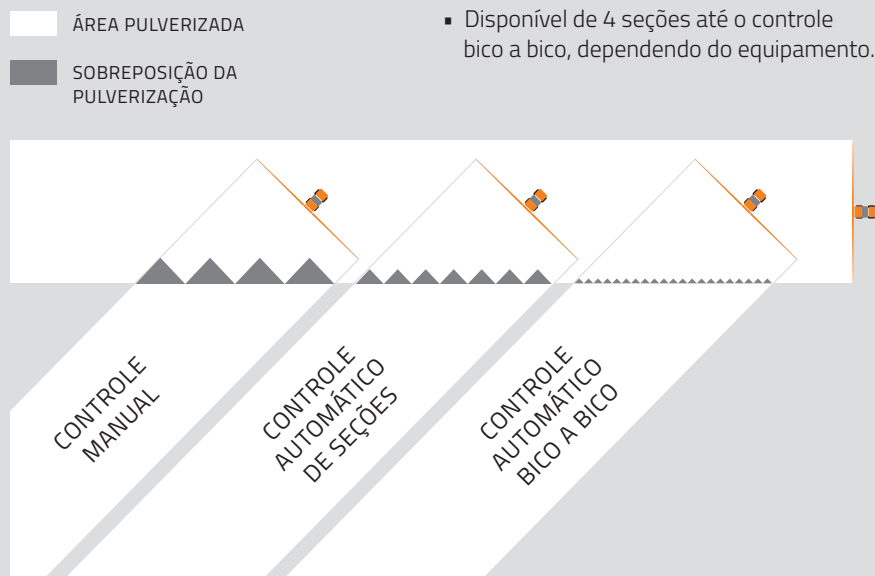 ÁREA PULVERIZADA
SOBREPOSIÇÃO DA
PULVERIZAÇÃO
▪ Disponível de 4 seções até o controle
bico a bico, dependendo do equipamento.
CONTROLE
MANUAL
CONTROLE
AUTOMÁTICO
DE SEÇÕES
CONTROLE
AUTOMÁTICO
BICO A BICO